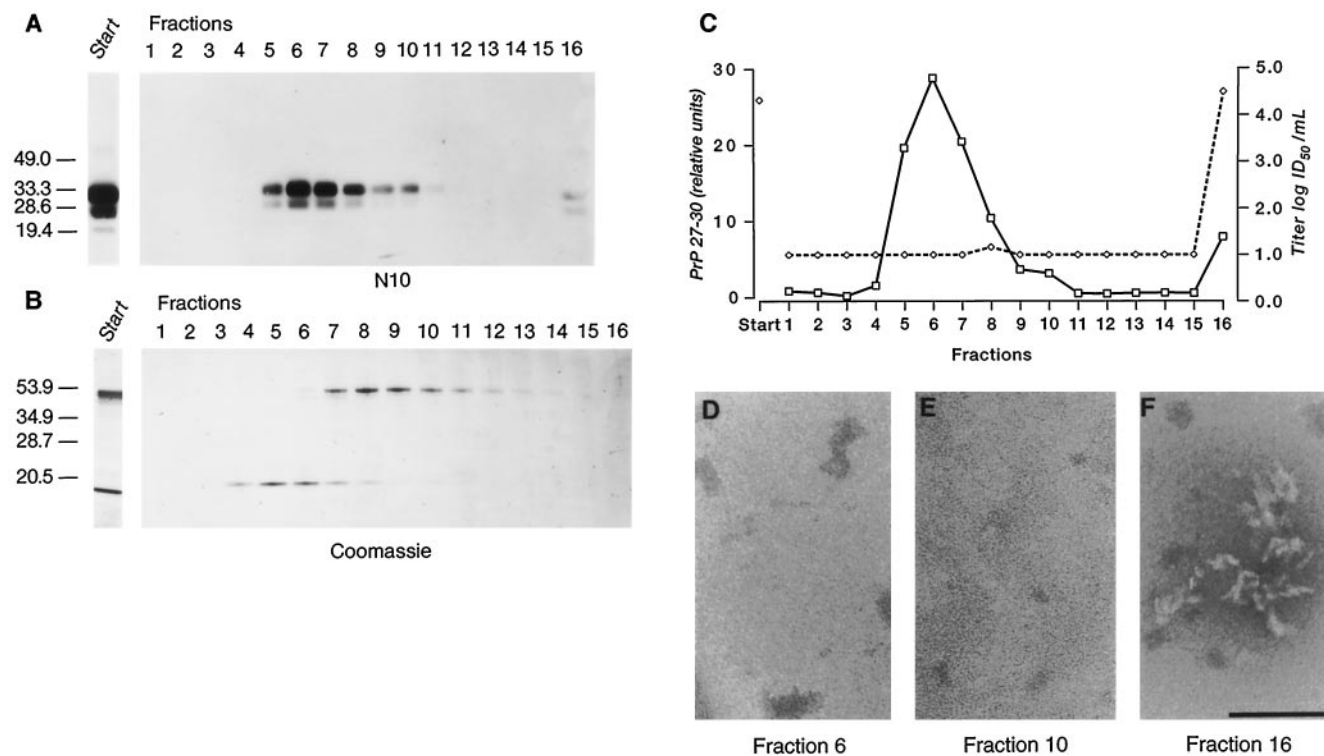 A
Start
Fractions
1 2 3 4 5 6 7 8 9 10 11 12 13 14 15 16
49.0
33.3
28.6
19.4
N10
B
Start
Fractions
1 2 3 4 5 6 7 8 9 10 11 12 13 14 15 16
53.9
34.9
28.7
20.5
Coomassie
C
PrP 27-30 (relative units)
30
20
10
0
5.0
4.0
3.0
2.0
1.0
0.0
Titer log ID50/mL
Start 1 2 3 4 5 6 7 8 9 10 11 12 13 14 15 16
Fractions
D
E
F
Fraction 6
Fraction 10
Fraction 16